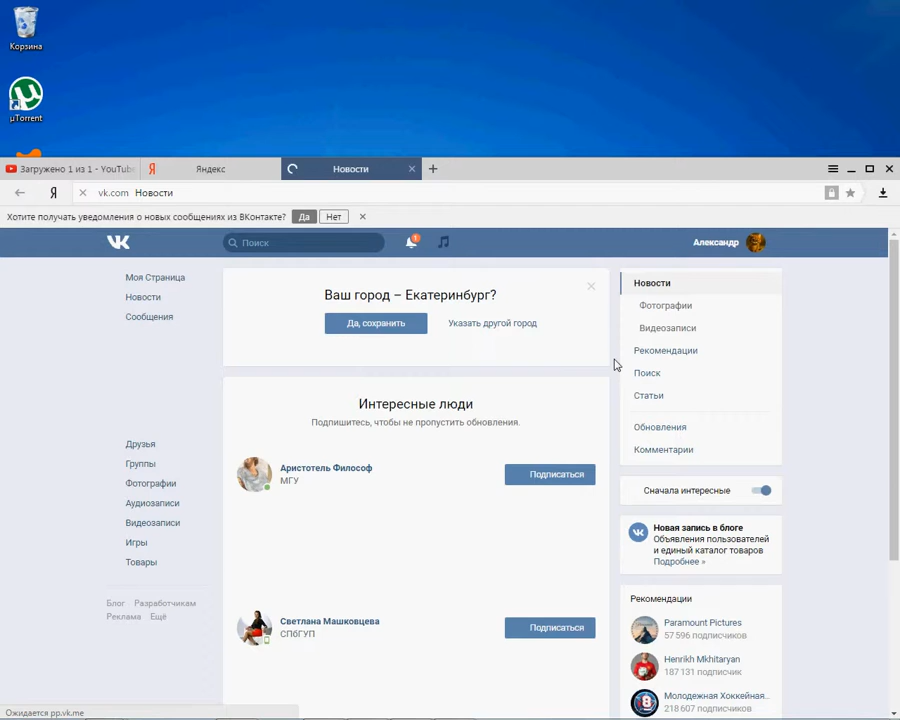 Корзина
µTorrent
Загружено 1 из 1 - YouTube
Яндекс
Новости
vk.com Новости
Хотите получать уведомления о новых сообщениях из ВКонтакте? Да Нет
Поиск
1
Александр
Моя Страница
Новости
Сообщения
Друзья
Группы
Фотографии
Аудиозаписи
Видеозаписи
Игры
Товары
Блог Разработчикам
Реклама Ещё
Ваш город – Екатеринбург?
Да, сохранить Указать другой город
Интересные люди
Подпишитесь, чтобы не пропустить обновления.
Аристотель Философ
МГУ
Подписаться
Светлана Машковцева
СПбГУП
Подписаться
Новости
Фотографии
Видеозаписи
Рекомендации
Поиск
Статьи
Обновления
Комментарии
Сначала интересные
Новая запись в блоге
Объявления пользователей
и единый каталог товаров
Подробнее »
Рекомендации
Paramount Pictures
57 596 подписчиков
Henrikh Mkhitaryan
187 131 подписчик
Молодежная Хоккейная...
218 607 подписчиков
Ожидается pp.vk.me